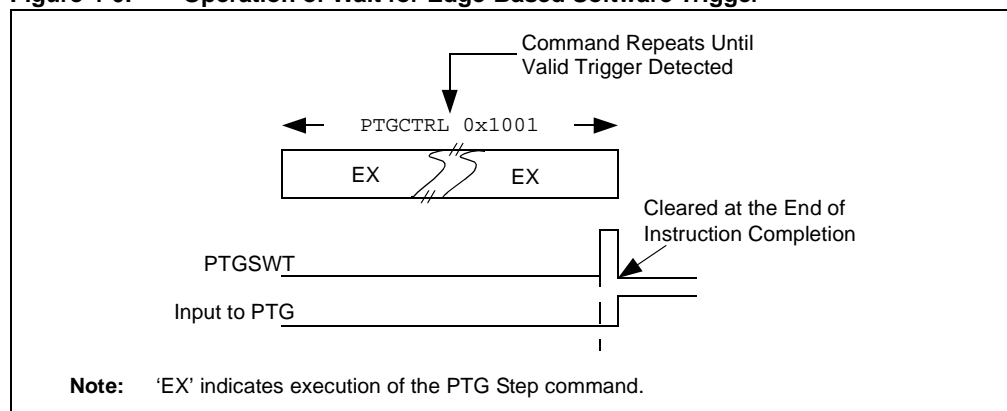 Figure 4-6: Operation of Wait for Edge-Based Software Trigger
Command Repeats Until
Valid Trigger Detected
PTGCTRL 0x1001
EX
EX
Cleared at the End of
Instruction Completion
PTGSWT
Input to PTG
Note: ‘EX’ indicates execution of the PTG Step command.